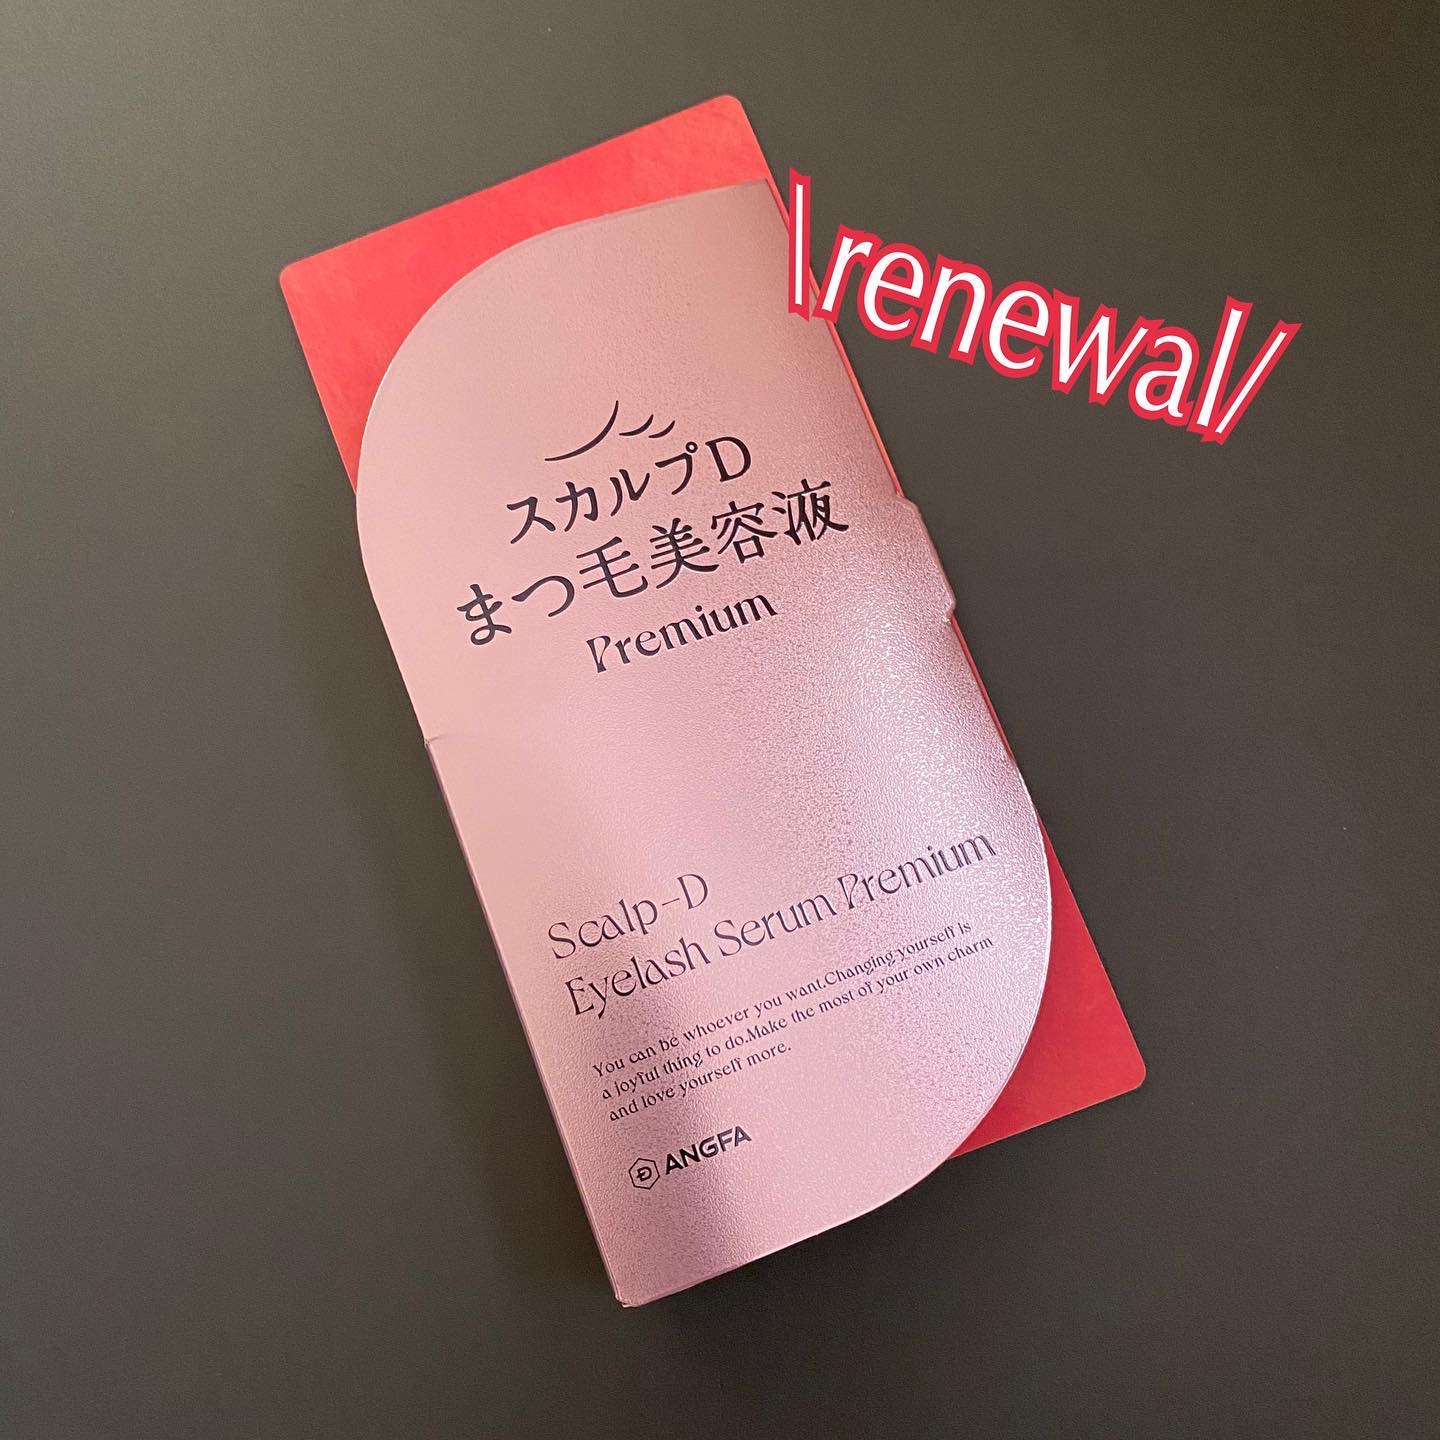 \renewal/
スカルプD
まつ毛美容液
Premium
Scalp-D
Eyelash Serum Premium
You can be whoever you want.Changing yourself is
a joyful thing to do.Make the most of your own charm
and love yourself more.
ANGFA